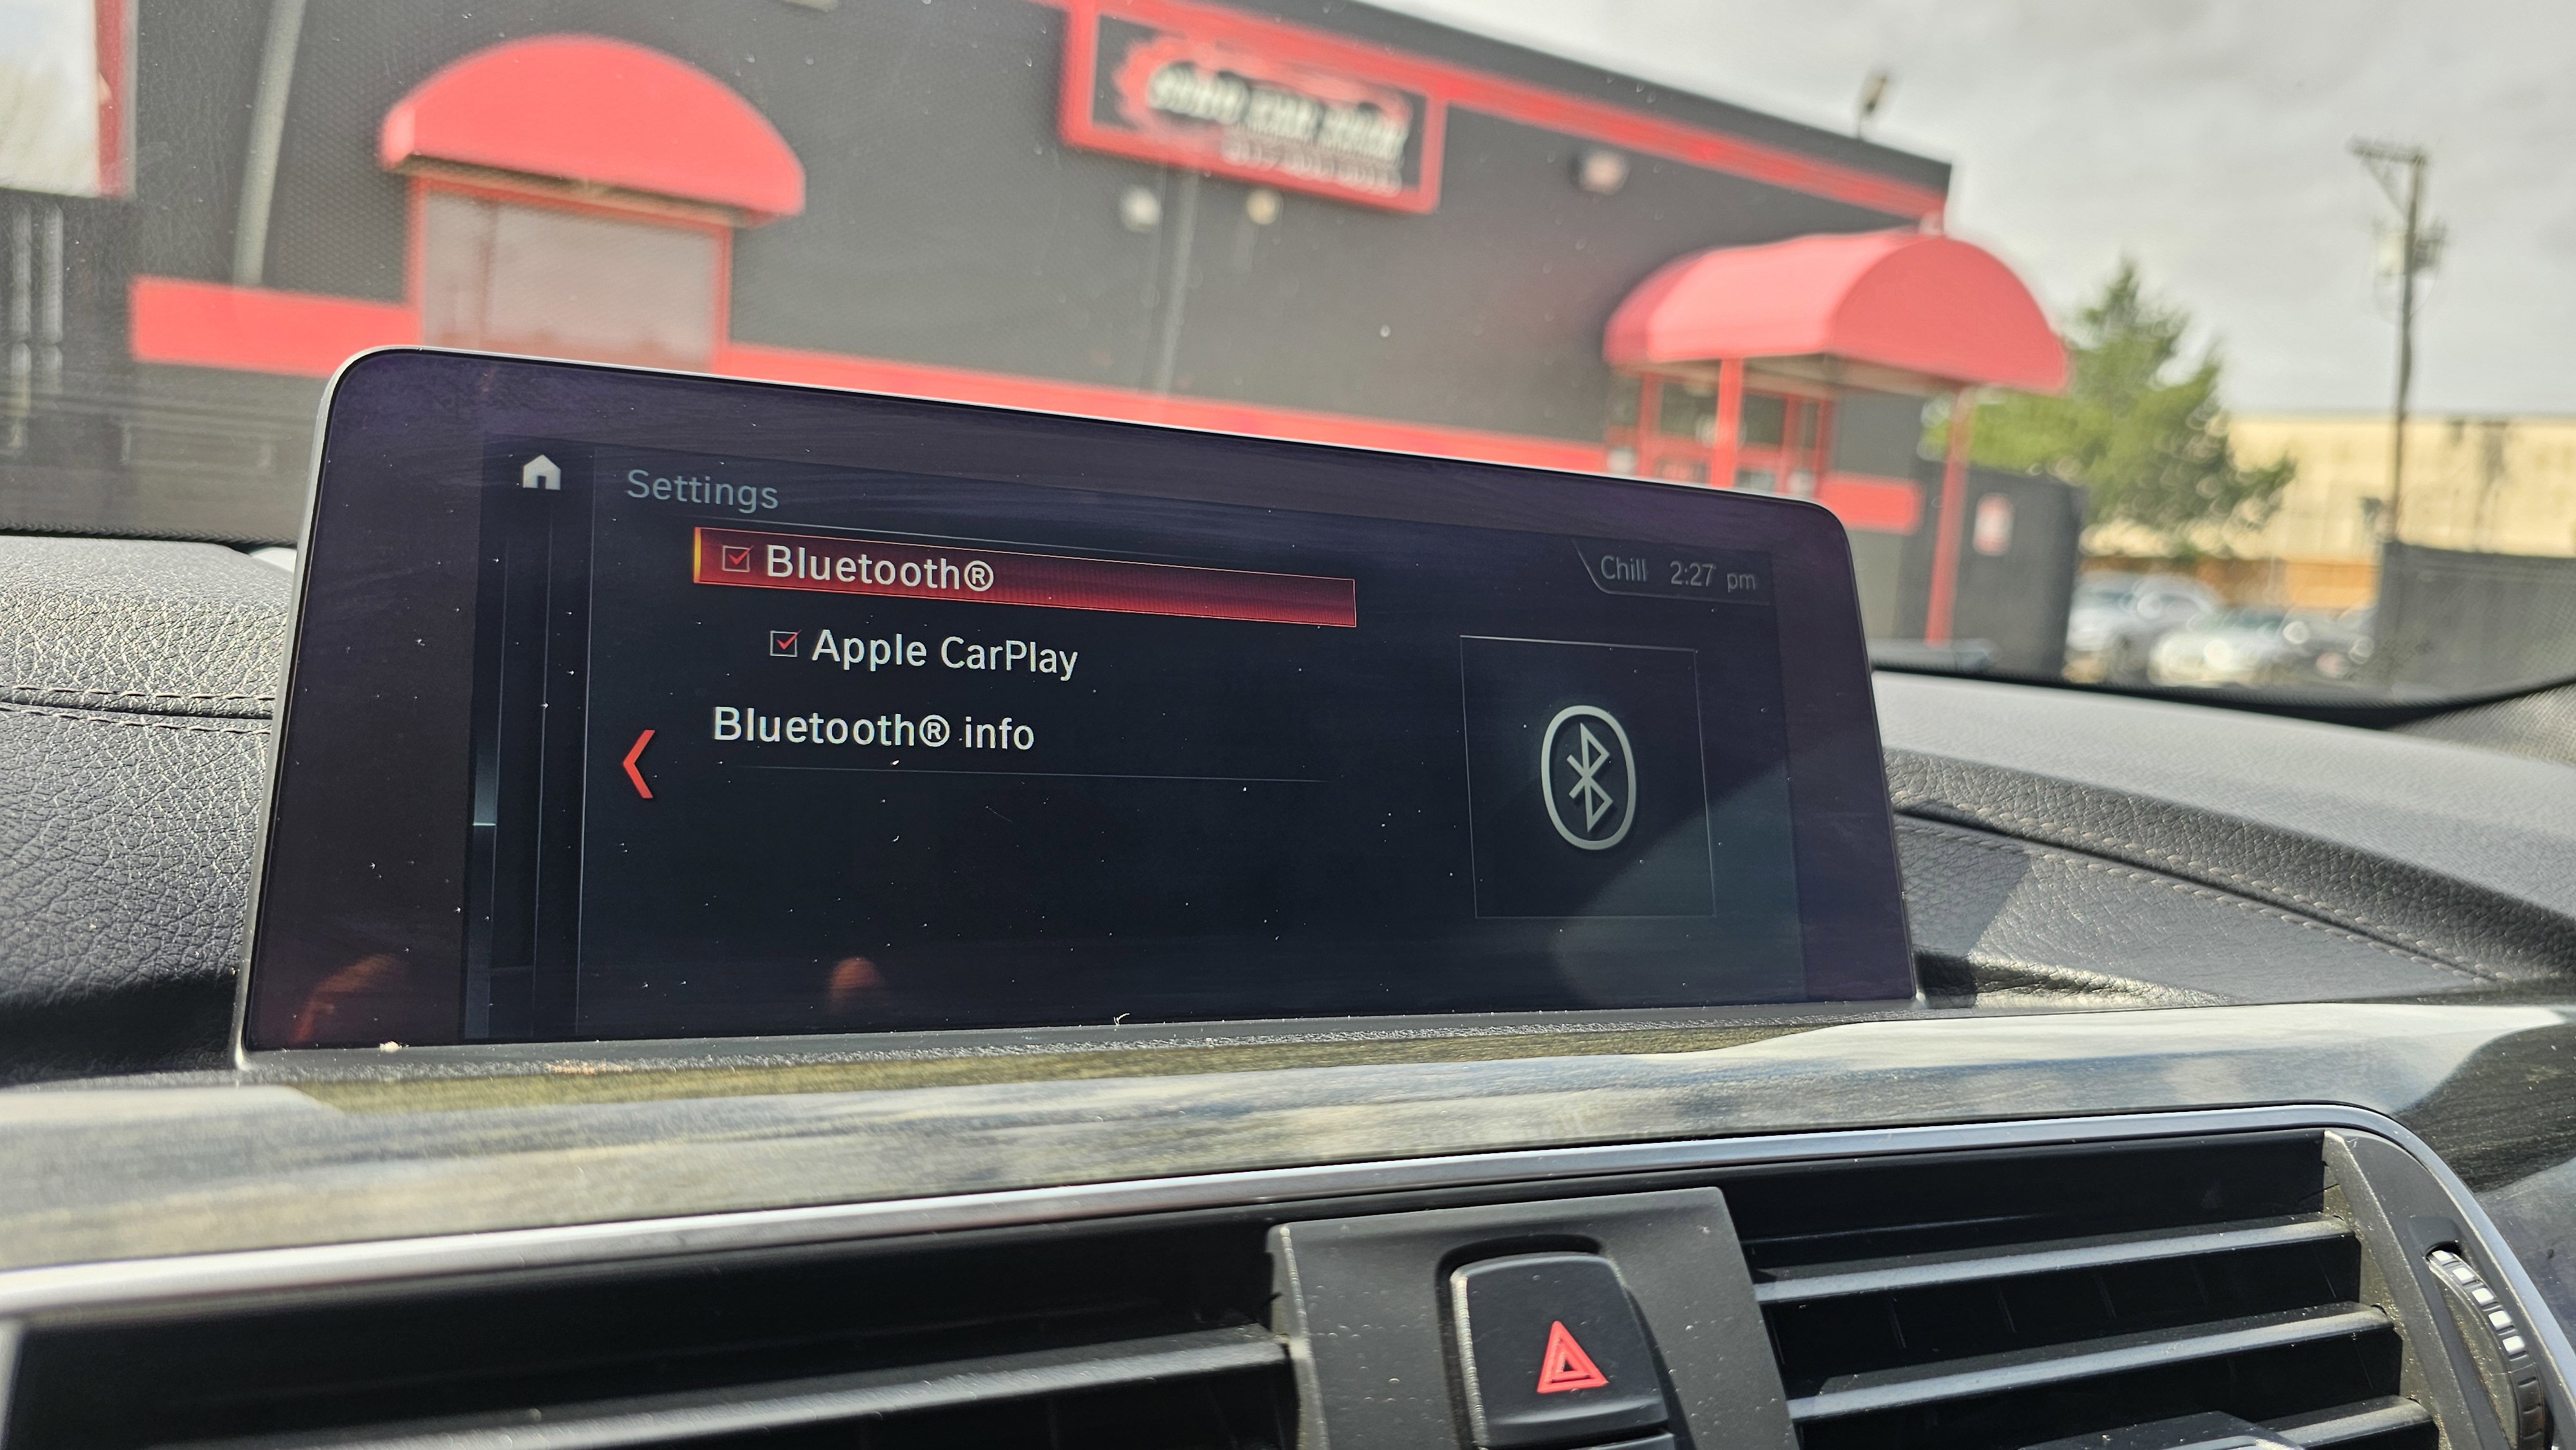 Settings
Bluetooth®
Chill 2:27 pm
Apple CarPlay
Bluetooth® info